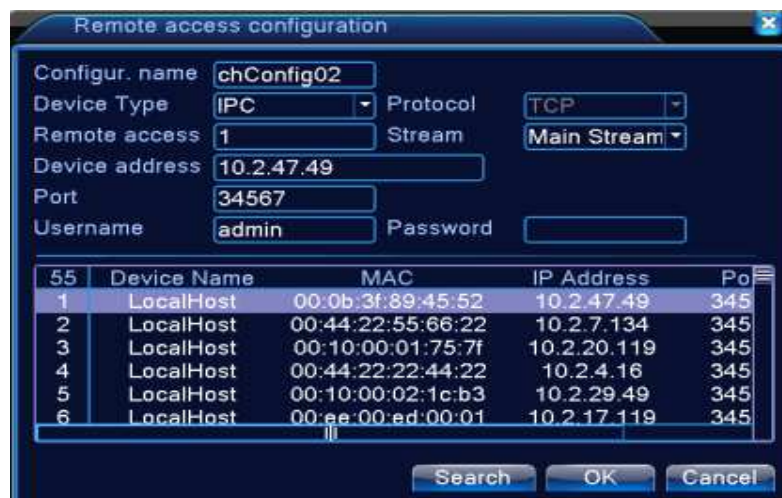 Remote access configuration
Configur. name chConfig02
Device Type IPC Protocol TCP
Remote access 1 Stream Main Stream
Device address 10.2.47.49
Port 34567
Username admin Password
55 Device Name MAC IP Address Po
1 LocalHost 00:0b:3f:89:45:52 10.2.47.49 345
2 LocalHost 00:44:22:55:66:22 10.2.7.134 345
3 LocalHost 00:10:00:01:75:7f 10.2.20.119 345
4 LocalHost 00:44:22:22:44:22 10.2.4.16 345
5 LocalHost 00:10:00:02:1c:b3 10.2.29.49 345
6 LocalHost 00:ee:00:ed:00:01 10.2.17.119 345
Search OK Cancel